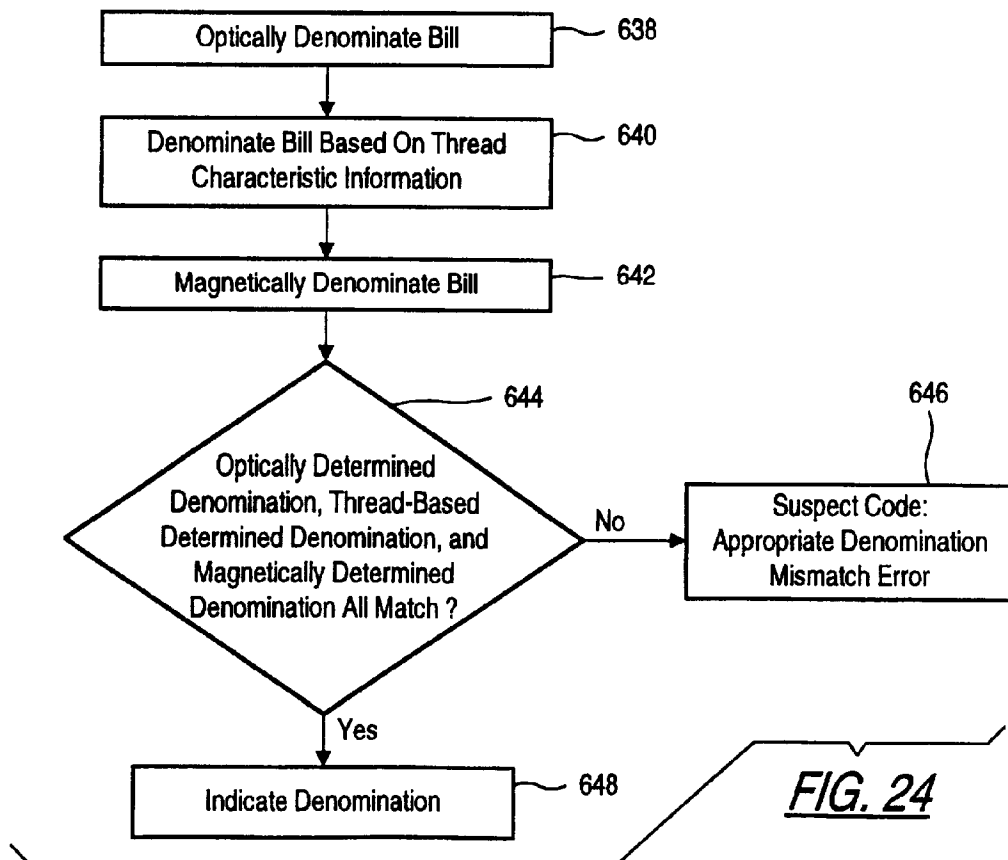 Optically Denominate Bill
638
Denominate Bill Based On Thread
Characteristic Information
640
Magnetically Denominate Bill
642
644
Optically Determined
Denomination, Thread-Based
Determined Denomination, and
Magnetically Determined
Denomination All Match ?
No
646
Suspect Code:
Appropriate Denomination
Mismatch Error
Yes
Indicate Denomination
648
FIG. 24